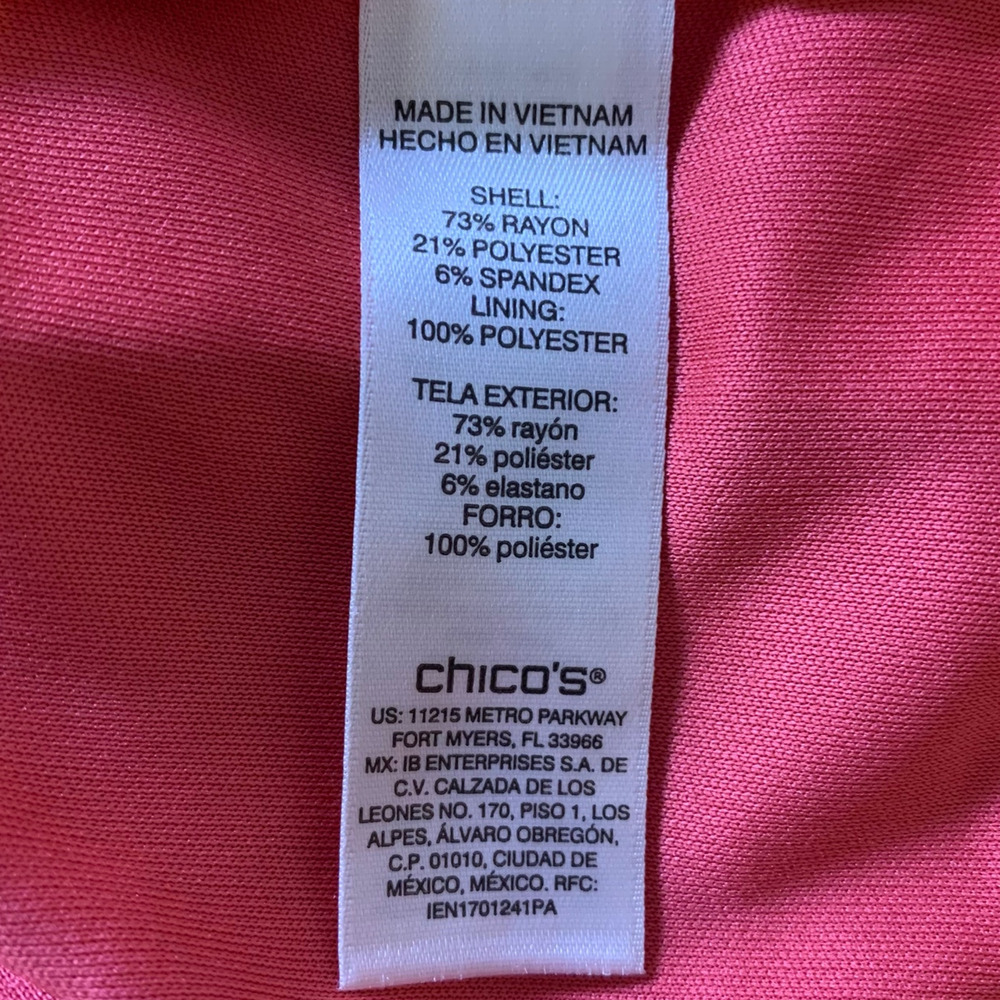 MADE IN VIETNAM
HECHO EN VIETNAM
SHELL:
73% RAYON
21% POLYESTER
6% SPANDEX
LINING:
100% POLYESTER
TELA EXTERIOR:
73% rayón
21% poliéster
6% elastano
FORRO:
100% poliéster
chico's®
US: 11215 METRO PARKWAY
FORT MYERS, FL 33966
MX: IB ENTERPRISES S.A. DE
C.V. CALZADA DE LOS
LEONES NO. 170, PISO 1, LOS
ALPES, ÁLVARO OBREGÓN,
C.P. 01010, CIUDAD DE
MÉXICO, MÉXICO. RFC:
IEN1701241PA